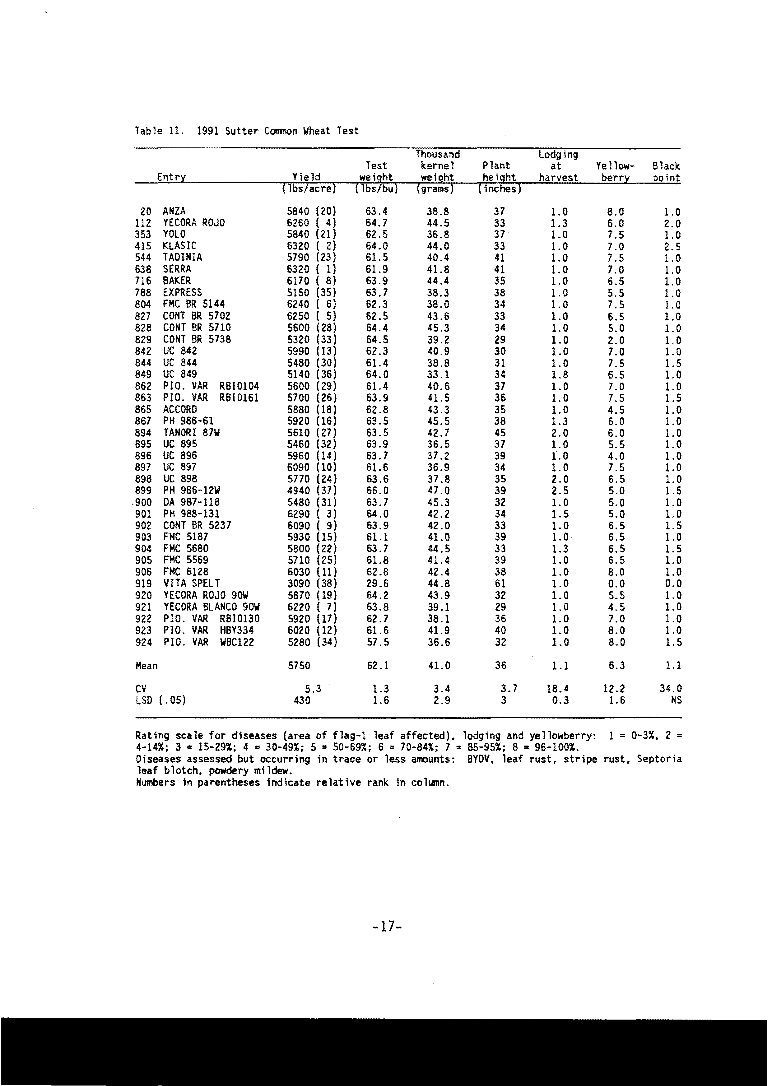 Table 11. 1991 Sutter Common Wheat Test
Thousand Lodging
Test kernel Plant at Yellow- Black
Entry Yield weight weight height harvest berry point
(lbs/acre) (lbs/bu) (grams) (inches)
20 ANZA 5840 (20) 63.4 38.8 37 1.0 8.0 1.0
112 YECORA ROJO 6260 ( 4) 64.7 44.5 33 1.3 6.0 2.0
353 YOLO 5840 (21) 62.5 36.8 37 1.0 7.5 1.0
415 KLASIC 6320 ( 2) 64.0 44.0 33 1.0 7.0 2.5
544 TADINIA 5790 (23) 61.5 40.4 41 1.0 7.5 1.0
638 SERRA 6320 ( 1) 61.9 41.8 41 1.0 7.0 1.0
716 BAKER 6170 ( 8) 63.9 44.4 35 1.0 6.5 1.0
788 EXPRESS 5150 (35) 63.7 38.3 38 1.0 5.5 1.0
804 FMC BR 5144 6240 ( 6) 62.3 38.0 34 1.0 7.5 1.0
827 CONT BR 5702 6250 ( 5) 62.5 43.6 33 1.0 6.5 1.0
828 CONT BR 5710 5600 (28) 64.4 45.3 34 1.0 5.0 1.0
829 CONT BR 5738 5320 (33) 64.5 39.2 29 1.0 2.0 1.0
842 UC 842 5990 (13) 62.3 40.9 30 1.0 7.0 1.0
844 UC 844 5480 (30) 61.4 38.8 31 1.0 7.5 1.5
849 UC 849 5140 (36) 64.0 33.1 34 1.8 6.5 1.0
862 PIO. VAR RBI0104 5600 (29) 61.4 40.6 37 1.0 7.0 1.0
863 PIO. VAR RBI0161 5700 (26) 63.9 41.5 36 1.0 7.5 1.5
865 ACCORD 5880 (18) 62.8 43.3 35 1.0 4.5 1.0
867 PH 986-61 5920 (16) 63.5 45.5 38 1.3 6.0 1.0
894 TANORI 87W 5610 (27) 63.5 42.7 45 2.0 6.0 1.0
895 UC 895 5460 (32) 63.9 36.5 37 1.0 5.5 1.0
896 UC 896 5960 (14) 63.7 37.2 39 1.0 4.0 1.0
897 UC 897 6090 (10) 61.6 36.9 34 1.0 7.5 1.0
898 UC 898 5770 (24) 63.6 37.8 35 2.0 6.5 1.0
899 PH 986-12W 4940 (37) 66.0 47.0 39 2.5 5.0 1.5
900 DA 987-118 5480 (31) 63.7 45.3 32 1.0 5.0 1.0
901 PH 988-131 6290 ( 3) 64.0 42.2 34 1.5 5.0 1.0
902 CONT BR 5237 6090 ( 9) 63.9 42.0 33 1.0 6.5 1.5
903 FMC 5187 5930 (15) 61.1 41.0 39 1.0 6.5 1.0
904 FMC 5680 5800 (22) 63.7 44.5 33 1.3 6.5 1.5
905 FMC 5569 5710 (25) 61.8 41.4 39 1.0 6.5 1.0
906 FMC 6128 6030 (11) 62.8 42.4 38 1.0 8.0 1.0
919 VITA SPELT 3090 (38) 29.6 44.8 61 1.0 0.0 0.0
920 YECORA ROJO 90W 5870 (19) 64.2 43.9 32 1.0 5.5 1.0
921 YECORA BLANCO 90W 6220 ( 7) 63.8 39.1 29 1.0 4.5 1.0
922 PIO. VAR RBI0130 5920 (17) 62.7 38.1 36 1.0 7.0 1.0
923 PIO. VAR HBY334 6020 (12) 61.6 41.9 40 1.0 8.0 1.0
924 PIO. VAR WBC122 5280 (34) 57.5 36.6 32 1.0 8.0 1.5
Mean 5750 62.1 41.0 36 1.1 6.3 1.1
CV 5.3 1.3 3.4 3.7 18.4 12.2 34.0
LSD (.05) 430 1.6 2.9 3 0.3 1.6 NS
Rating scale for diseases (area of flag-1 leaf affected), lodging and yellowberry: 1 = 0-3%, 2 =
4-14%; 3 = 15-29%; 4 = 30-49%; 5 = 50-69%; 6 = 70-84%; 7 = 85-95%; 8 = 96-100%.
Diseases assessed but occurring in trace or less amounts: BYDV, leaf rust, stripe rust, Septoria
leaf blotch, powdery mildew.
Numbers in parentheses indicate relative rank in column.
-17-